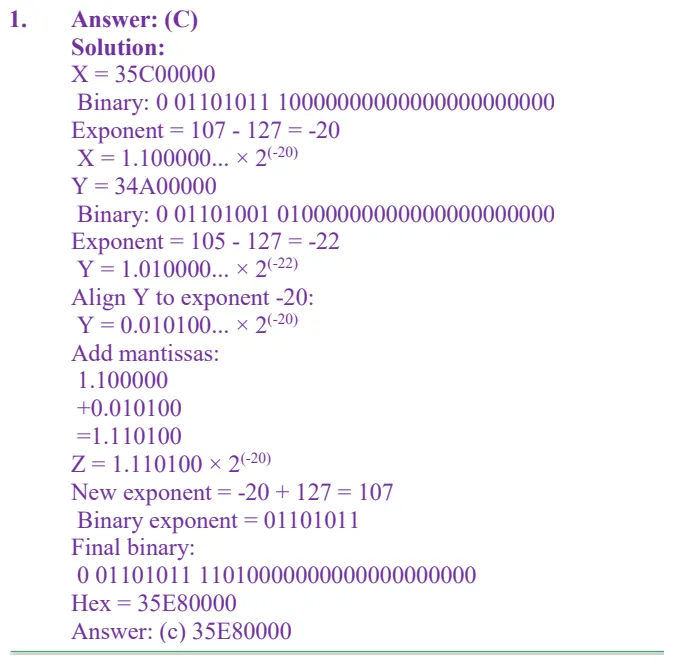 1. Answer: (C)
Solution:
X = 35C00000
Binary: 0 01101011 10000000000000000000000
Exponent = 107 - 127 = -20
X = 1.100000... × 2(-20)
Y = 34A00000
Binary: 0 01101001 01000000000000000000000
Exponent = 105 - 127 = -22
Y = 1.010000... × 2(-22)
Align Y to exponent -20:
Y = 0.010100... × 2(-20)
Add mantissas:
1.100000
+0.010100
=1.110100
Z = 1.110100 × 2(-20)
New exponent = -20 + 127 = 107
Binary exponent = 01101011
Final binary:
0 01101011 11010000000000000000000
Hex = 35E80000
Answer: (c) 35E80000